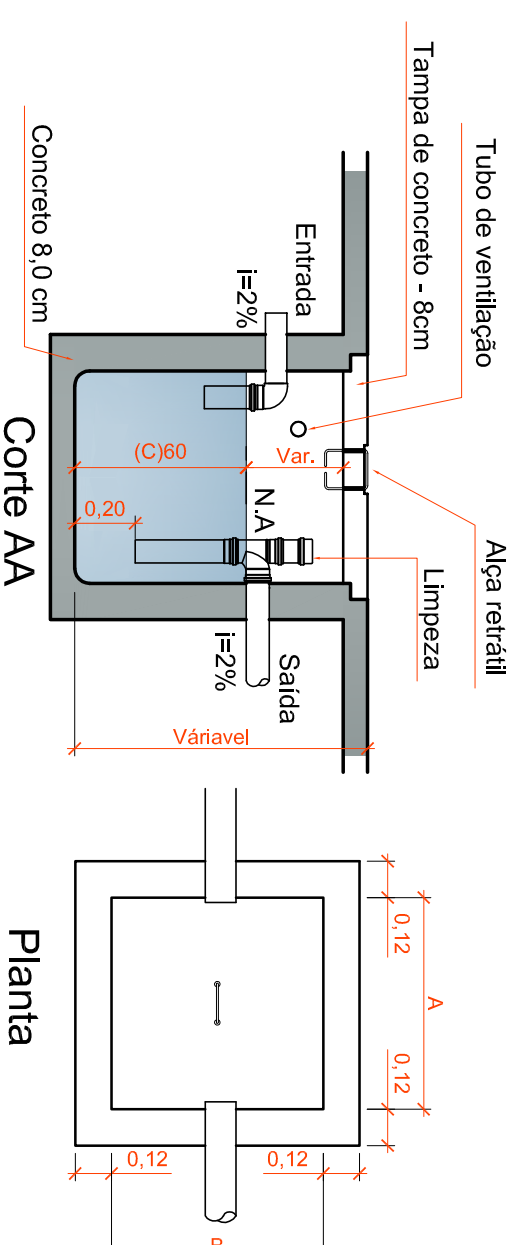 Tubo de ventilação
Tampa de concreto - 8cm
Alça retrátil
Limpeza
Entrada
i=2%
Var.
N.A
(C)60
0,20
Saída
i=2%
Concreto 8,0 cm
Váriavel
Corte AA
0,12
A
0,12
0,12
0,12
B
Planta